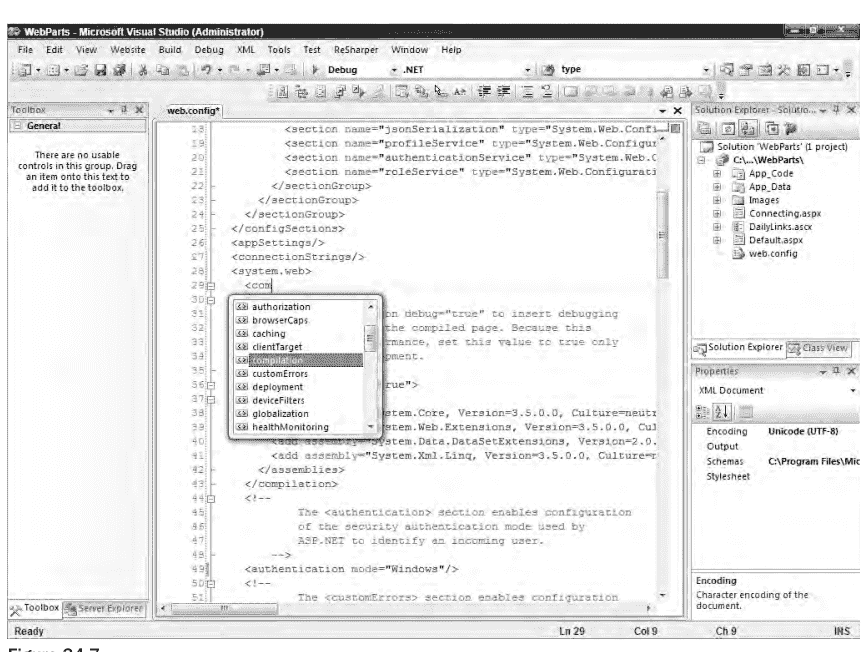 WebParts - Microsoft Visual Studio (Administrator)
File Edit View Website Build Debug XML Tools Test ReSharper Window Help
Debug .NET type
Toolbox
General
There are no usable
controls in this group. Drag
an item onto this text to
add it to the toolbox.
Toolbox Server Explorer
web.config*
18 <section name="jsonSerialization" type="System.Web.Confi
19 <section name="profileService" type="System.Web.Configur
20 <section name="authenticationService" type="System.Web.C
21 <section name="roleService" type="System.Web.Configurati
22 </sectionGroup>
23 </sectionGroup>
24 </sectionGroup>
25 </configSections>
26 <appSettings/>
27 <connectionStrings/>
28 <system.web>
29 <com
30
31 on debug="true" to insert debugging
32 the compiled page. Because this
33 rmance, set this value to true only
34 pment.
35
36 rue">
37
38 stem.Core, Version=3.5.0.0, Culture=neutr
39 stem.Web.Extensions, Version=3.5.0.0, Cul
40 <add assembly="System.Data.DataSetExtensions, Version=2.0.
41 <add assembly="System.Xml.Linq, Version=3.5.0.0, Culture=n
42 </assemblies>
43 </compilation>
44 <!--
45 The <authentication> section enables configuration
46 of the security authentication mode used by
47 ASP.NET to identify an incoming user.
48 -->
49 <authentication mode="Windows"/>
50 <!--
51 The <customErrors> section enables configuration
authorization
browserCaps
caching
clientTarget
compilation
customErrors
deployment
deviceFilters
globalization
healthMonitoring
Solution Explorer - Solutio...
Solution 'WebParts' (1 project)
C:\...\WebParts\
App_Code
App_Data
Images
Connecting.aspx
DailyLinks.ascx
Default.aspx
web.config
Solution Explorer Class View
Properties
XML Document
Encoding Unicode (UTF-8)
Output
Schemas C:\Program Files\Mic
Stylesheet
Encoding
Character encoding of the
document.
Ready Ln 29 Col 9 Ch 9 INS